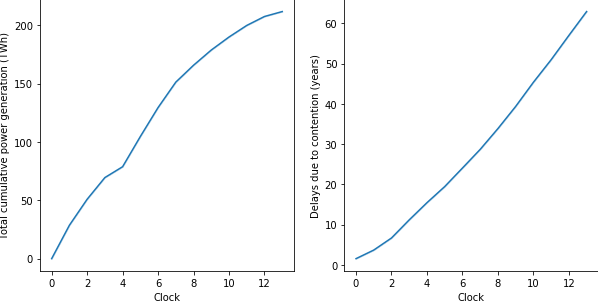 Total cumulative power generation (TWh)
200
150
100
50
0
0 2 4 6 8 10 12
Clock
Delays due to contention (years)
60
50
40
30
20
10
0
0 2 4 6 8 10 12
Clock